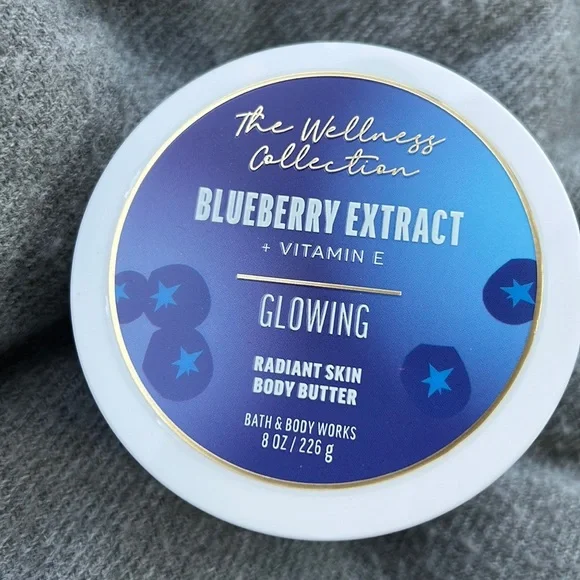 The Wellness
Collection
BLUEBERRY EXTRACT
+ VITAMIN E
GLOWING
RADIANT SKIN
BODY BUTTER
BATH & BODY WORKS
8 OZ / 226 g